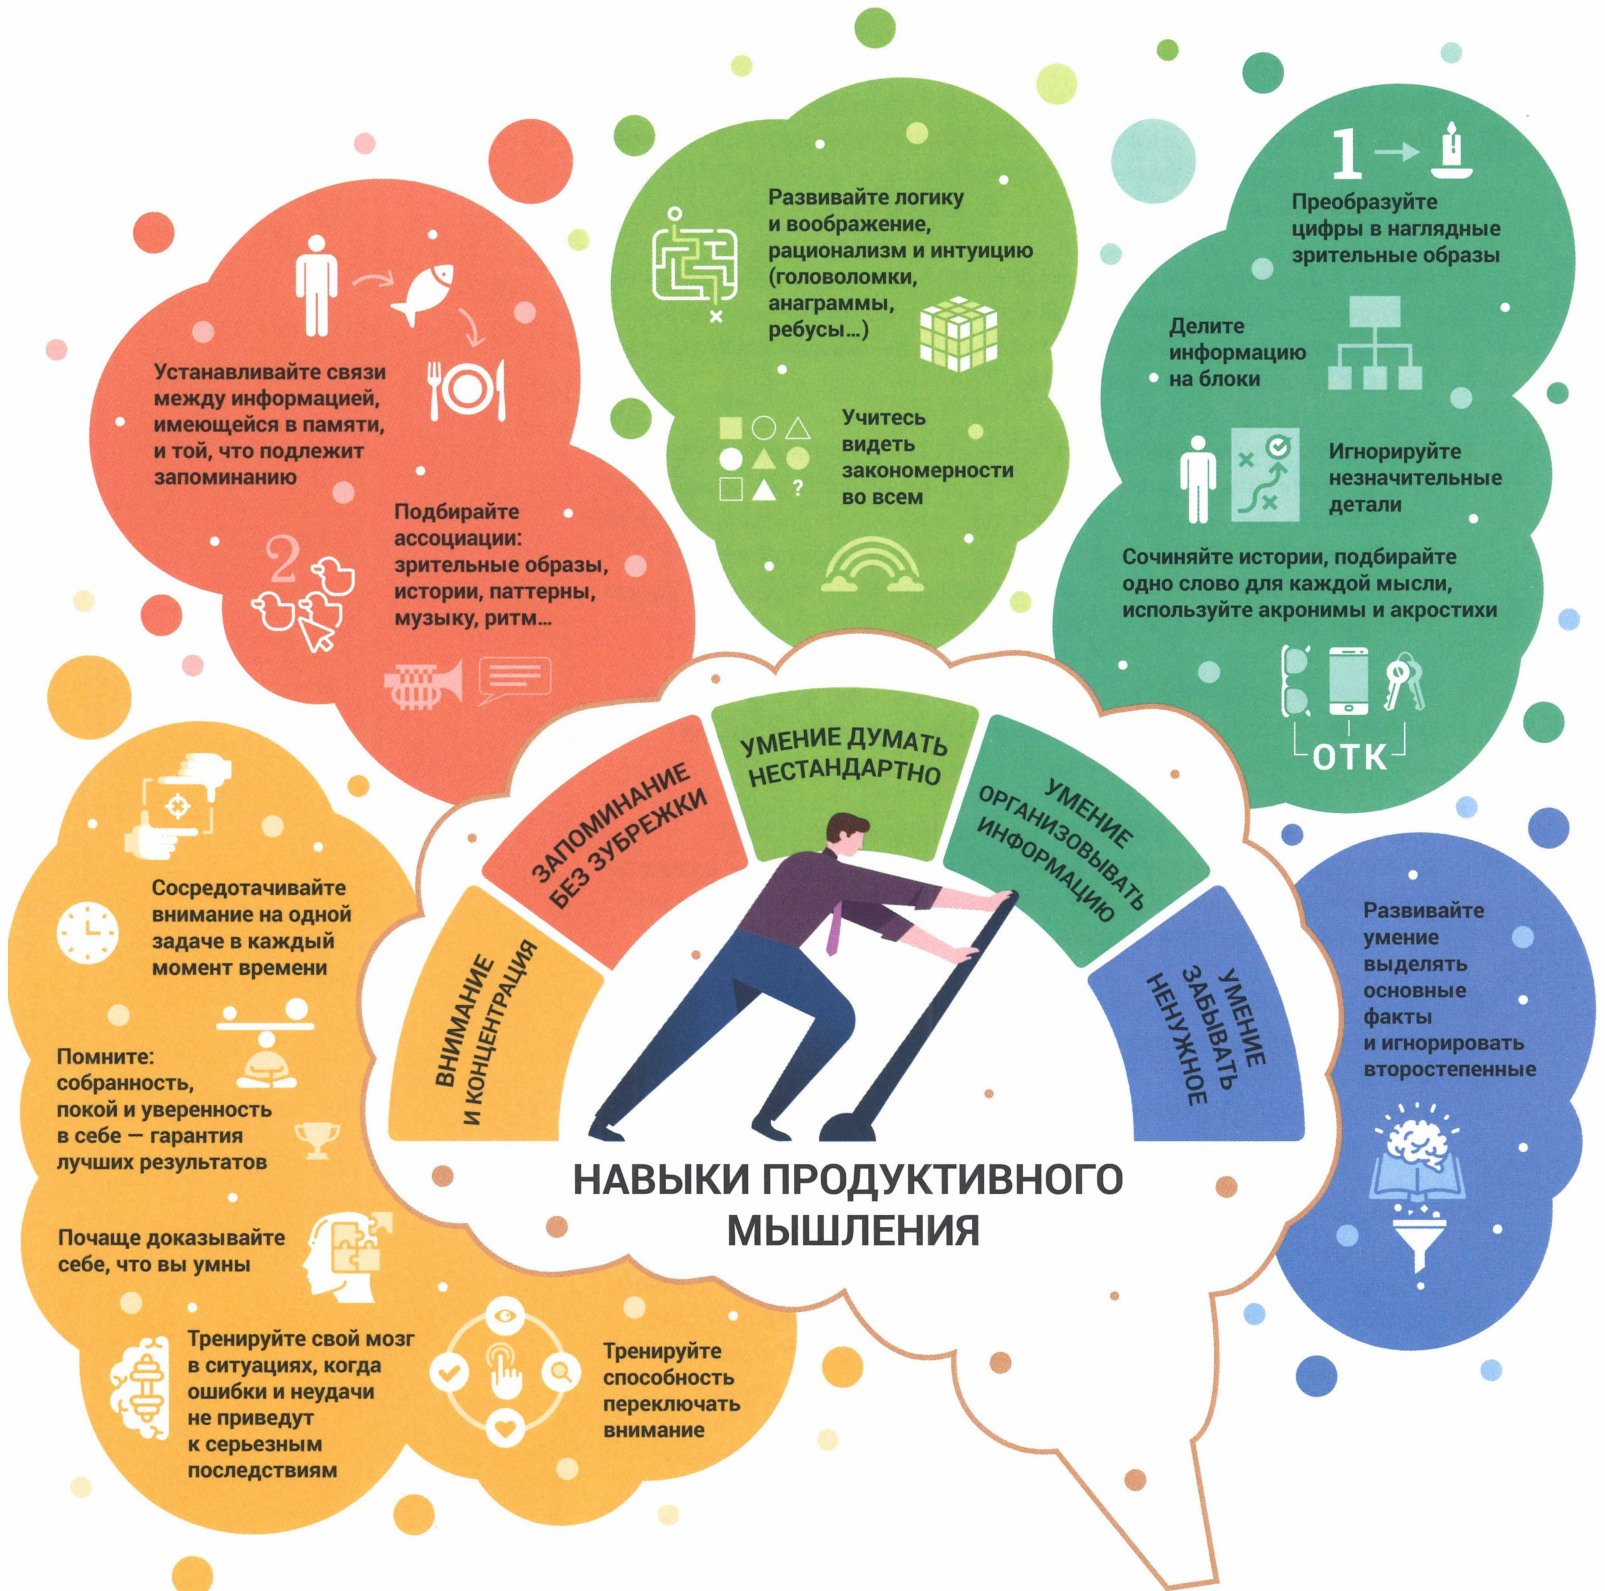 1
Преобразуйте
цифры в наглядные
зрительные образы
Делите
информацию
на блоки
Игнорируйте
незначительные
детали
Сочиняйте истории, подбирайте
одно слово для каждой мысли,
используйте акронимы и акростихи
ОТК
Развивайте логику
и воображение,
рационализм и интуицию
(головоломки,
анаграммы,
ребусы...)
Учитесь
видеть
закономерности
во всем
?
Устанавливайте связи
между информацией,
имеющейся в памяти,
и той, что подлежит
запоминанию
Подбирайте
ассоциации:
зрительные образы,
истории, паттерны,
музыку, ритм...
2
Сосредотачивайте
внимание на одной
задаче в каждый
момент времени
Помните:
собранность,
покой и уверенность
в себе — гарантия
лучших результатов
Почаще доказывайте
себе, что вы умны
Тренируйте свой мозг
в ситуациях, когда
ошибки и неудачи
не приведут
к серьезным
последствиям
Тренируйте
способность
переключать
внимание
ВНИМАНИЕ
И КОНЦЕНТРАЦИЯ
ЗАПОМИНАНИЕ
БЕЗ ЗУБРЕЖКИ
УМЕНИЕ ДУМАТЬ
НЕСТАНДАРТНО
УМЕНИЕ
ОРГАНИЗОВЫВАТЬ
ИНФОРМАЦИЮ
УМЕНИЕ
ЗАБЫВАТЬ
НЕНУЖНОЕ
НАВЫКИ ПРОДУКТИВНОГО
МЫШЛЕНИЯ
Развивайте
умение
выделять
основные
факты
и игнорировать
второстепенные